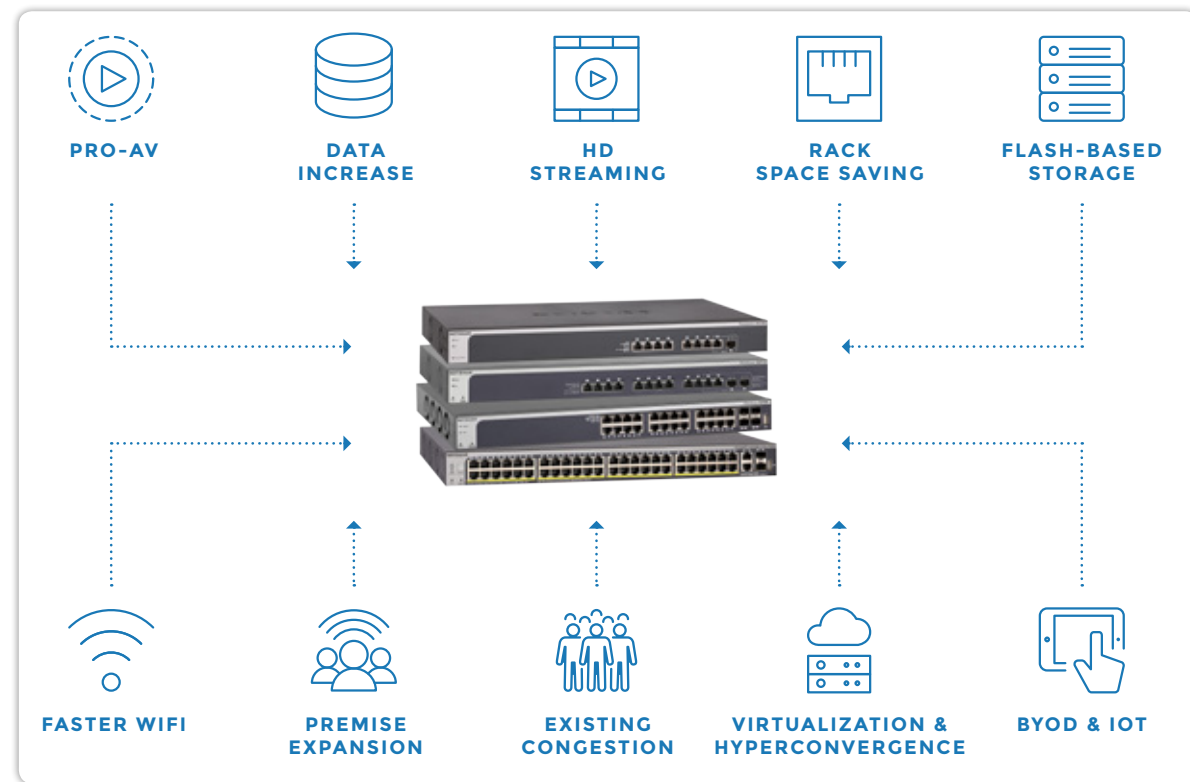 PRO-AV
DATA
INCREASE
HD
STREAMING
RACK
SPACE SAVING
FLASH-BASED
STORAGE
FASTER WIFI
PREMISE
EXPANSION
EXISTING
CONGESTION
VIRTUALIZATION &
HYPERCONVERGENCE
BYOD & IOT